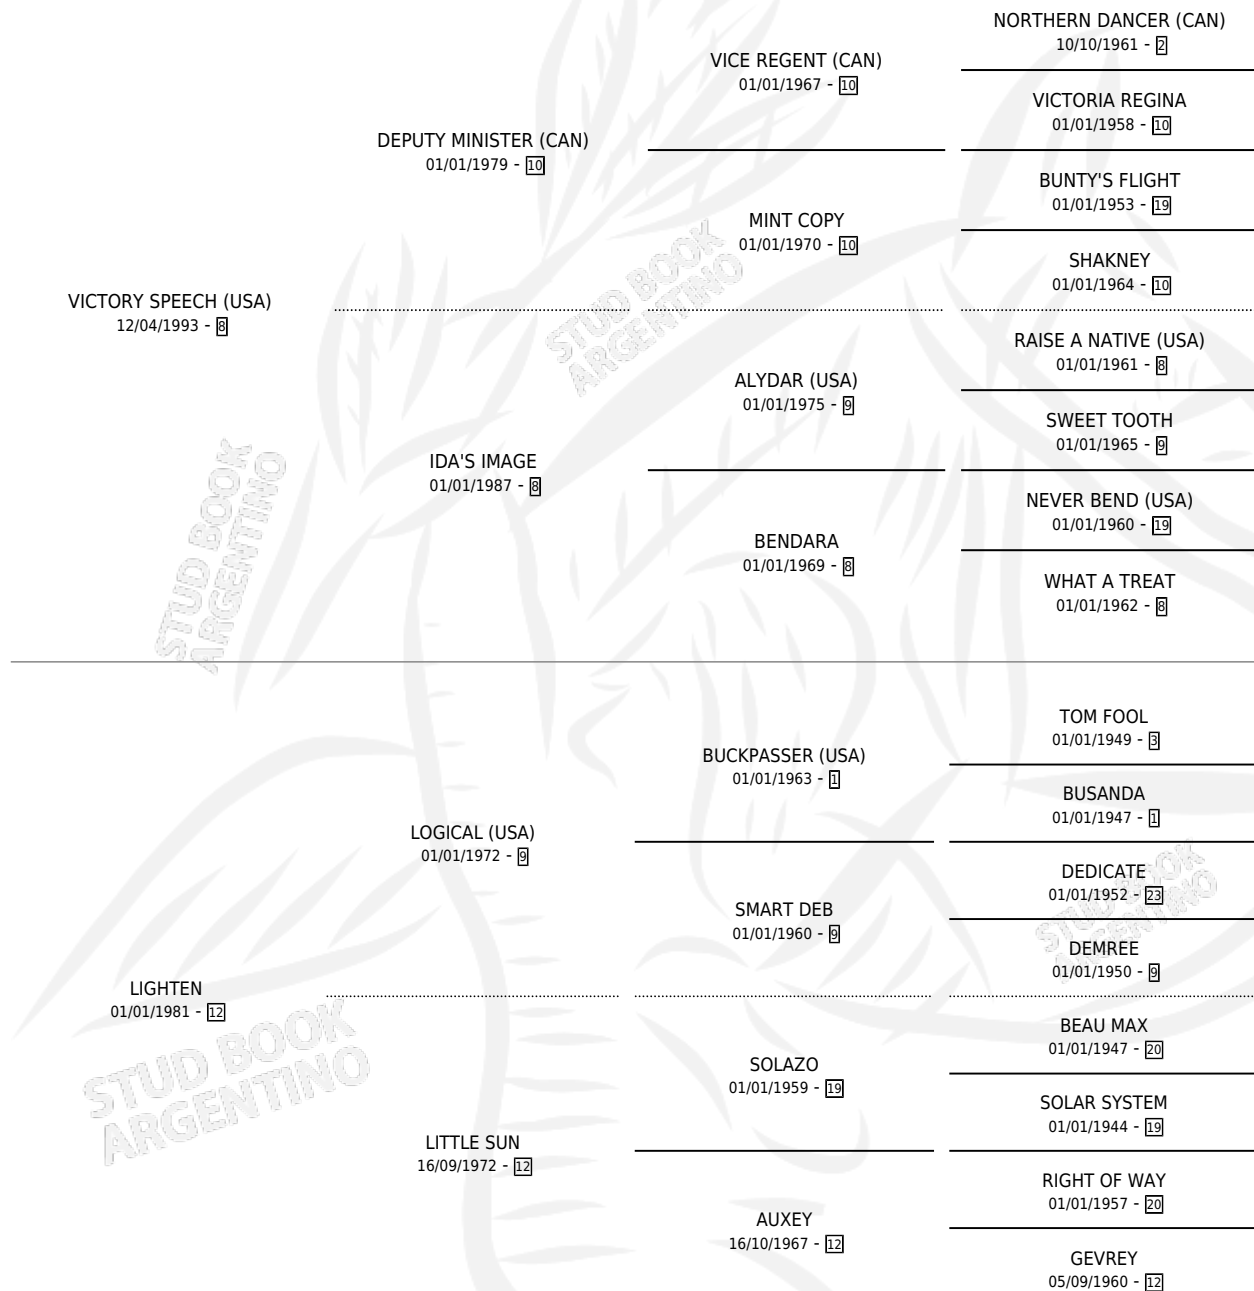 NORTHERN DANCER (CAN)
10/10/1961 - 2
VICE REGENT (CAN)
01/01/1967 - 10
VICTORIA REGINA
01/01/1958 - 10
DEPUTY MINISTER (CAN)
01/01/1979 - 10
BUNTY'S FLIGHT
01/01/1953 - 19
MINT COPY
01/01/1970 - 10
SHAKNEY
01/01/1964 - 10
VICTORY SPEECH (USA)
12/04/1993 - 8
RAISE A NATIVE (USA)
01/01/1961 - 8
ALYDAR (USA)
01/01/1975 - 9
SWEET TOOTH
01/01/1965 - 9
IDA'S IMAGE
01/01/1987 - 8
NEVER BEND (USA)
01/01/1960 - 19
BENDARA
01/01/1969 - 8
WHAT A TREAT
01/01/1962 - 8
TOM FOOL
01/01/1949 - 3
BUCKPASSER (USA)
01/01/1963 - 1
BUSANDA
01/01/1947 - 1
LOGICAL (USA)
01/01/1972 - 9
DEDICATE
01/01/1952 - 23
SMART DEB
01/01/1960 - 9
DEMREE
01/01/1950 - 9
LIGHTEN
01/01/1981 - 12
BEAU MAX
01/01/1947 - 20
SOLAZO
01/01/1959 - 19
SOLAR SYSTEM
01/01/1944 - 19
LITTLE SUN
16/09/1972 - 12
RIGHT OF WAY
01/01/1957 - 20
AUXEY
16/10/1967 - 12
GEVREY
05/09/1960 - 12
STUD BOOK
ARGENTINO
STUD BOOK
ARGENTINO
STUD BOOK
ARGENTINO
STUD BOOK
ARGENTINO